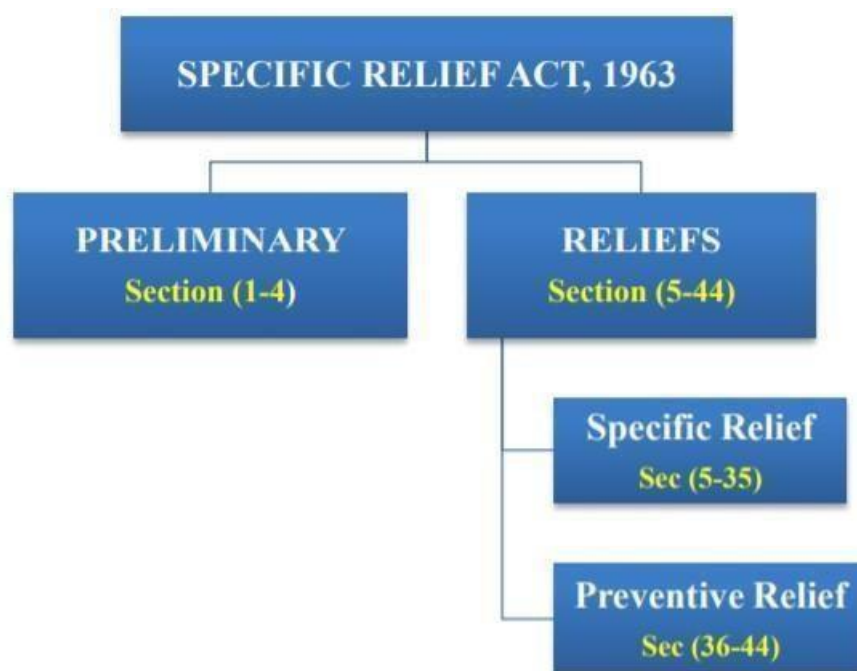 SPECIFIC RELIEF ACT, 1963
PRELIMINARY
Section (1-4)
RELIEFS
Section (5-44)
Specific Relief
Sec (5-35)
Preventive Relief
Sec (36-44)